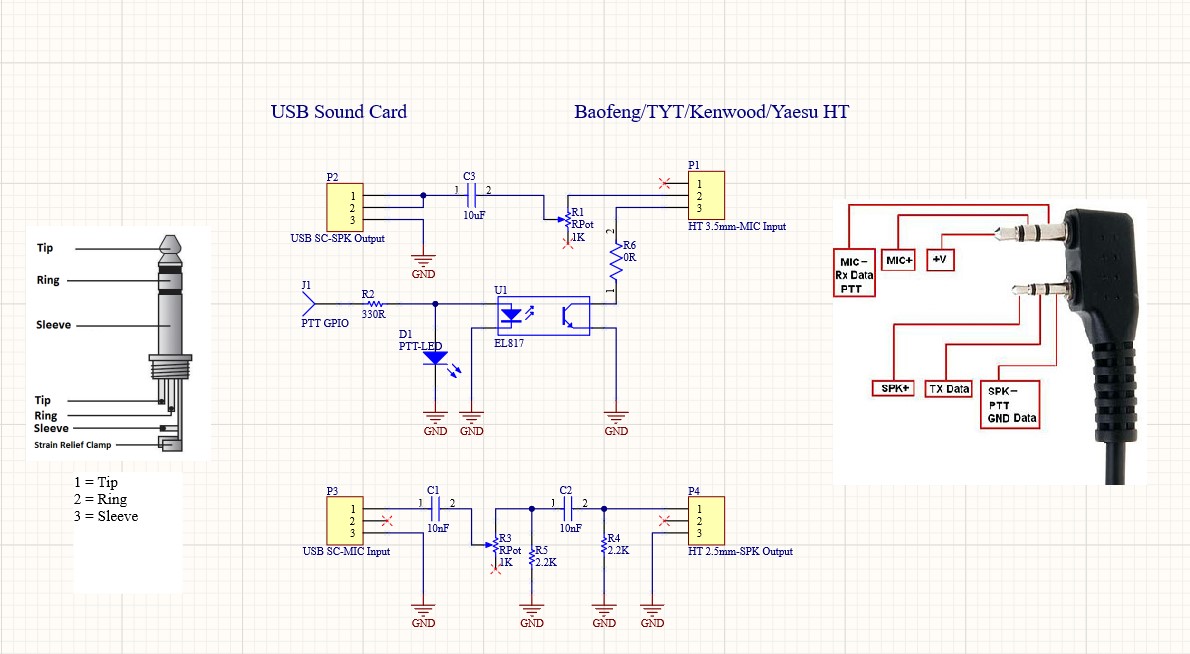 USB Sound Card
Baofeng/TYT/Kenwood/Yaesu HT
P2
1
2
3
USB SC-SPK Output
GND
C3
1
2
10uF
R1
RPot
1K
P1
1
2
3
HT 3.5mm-MIC Input
2
R6
0R
1
J1
PTT GPIO
R2
330R
D1
PTT-LED
U1
EL817
GND
GND
GND
P3
1
2
3
USB SC-MIC Input
C1
1
2
10nF
R3
RPot
1K
R5
2.2K
C2
1
2
10nF
R4
2.2K
P4
1
2
3
HT 2.5mm-SPK Output
GND
GND
GND
GND
Tip
Ring
Sleeve
Tip
Ring
Sleeve
Strain Relief Clamp
1 = Tip
2 = Ring
3 = Sleeve
MIC-
Rx Data
PTT
MIC+
+V
SPK+
TX Data
SPK-
PTT
GND Data